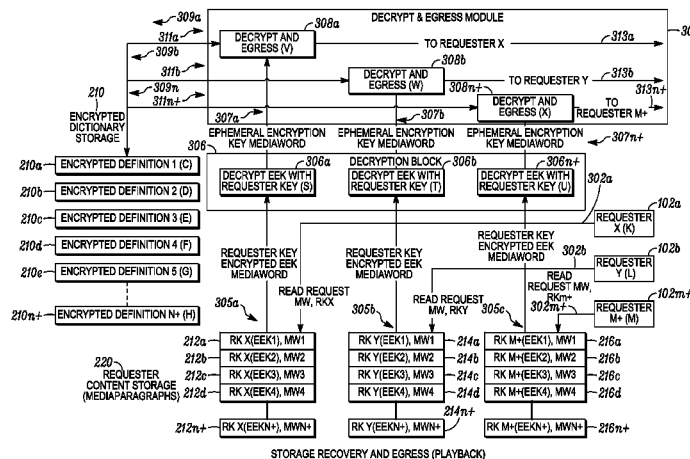 309a
DECRYPT & EGRESS MODULE
311a
308a
309b
DECRYPT AND
EGRESS (V)
TO REQUESTER X
313a
308b
311b
309n
DECRYPT AND
EGRESS (W)
TO REQUESTER Y
313b
308n+
311n+
313n+
210
307a
307b
DECRYPT AND
EGRESS (X)
TO
REQUESTER M+
ENCRYPTED
DICTIONARY
STORAGE
EPHEMERAL ENCRYPTION
KEY MEDIAWORD
EPHEMERAL ENCRYPTION
KEY MEDIAWORD
EPHEMERAL ENCRYPTION
KEY MEDIAWORD
307n+
306
306a
DECRYPTION BLOCK
306b
306n+
210a
ENCRYPTED DEFINITION 1 (C)
DECRYPT EEK WITH
REQUESTER KEY (S)
DECRYPT EEK WITH
REQUESTER KEY (T)
DECRYPT EEK WITH
REQUESTER KEY (U)
210b
ENCRYPTED DEFINITION 2 (D)
302a
102a
210c
ENCRYPTED DEFINITION 3 (E)
REQUESTER
X (K)
210d
ENCRYPTED DEFINITION 4 (F)
REQUESTER KEY
ENCRYPTED EEK
MEDIAWORD
REQUESTER KEY
ENCRYPTED EEK
MEDIAWORD
REQUESTER KEY
ENCRYPTED EEK
MEDIAWORD
302b
102b
REQUESTER
Y (L)
210e
ENCRYPTED DEFINITION 5 (G)
READ
REQUEST
MW,
RKm+
302m+
102m+
305a
READ REQUEST
MW, RKX
305b
READ REQUEST
MW, RKY
305c
REQUESTER
M+ (M)
210n+
ENCRYPTED DEFINITION N+ (H)
212a
RK X(EEK1), MW1
214a
RK Y(EEK1), MW1
RK M+(EEK1), MW1
216a
220
212b
RK X(EEK2), MW2
214b
RK Y(EEK2), MW2
RK M+(EEK2), MW2
216b
REQUESTER
CONTENT STORAGE
(MEDIAPARAGRAPHS)
212c
RK X(EEK3), MW3
214c
RK Y(EEK3), MW3
RK M+(EEK3), MW3
216c
212d
RK X(EEK4), MW4
214d
RK Y(EEK4), MW4
RK M+(EEK4), MW4
216d
214n+
212n+
RK X(EEKN+), MWN+
RK Y(EEKN+), MWN+
RK M+(EEKN+), MWN+
216n+
STORAGE RECOVERY AND EGRESS (PLAYBACK)